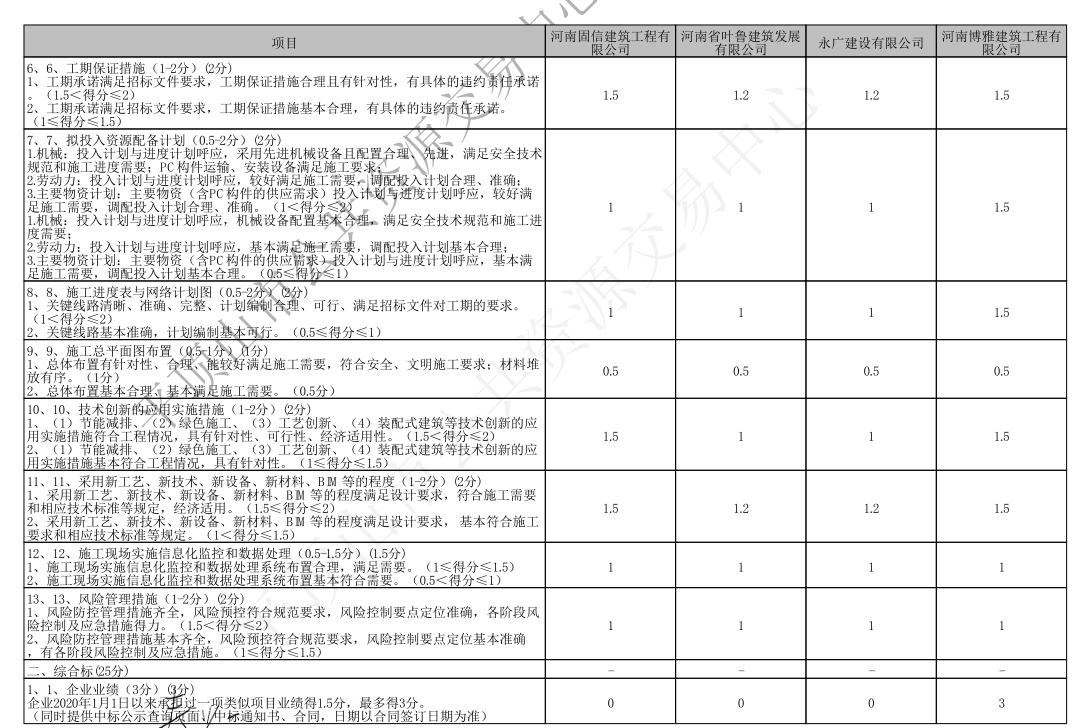 项目
河南固信建筑工程有
限公司
河南省叶鲁建筑发展
有限公司
永广建设有限公司
河南博雅建筑工程有
限公司
6、6、工期保证措施（1-2分）(2分)
1、工期承诺满足招标文件要求，工期保证措施合理且有针对性，有具体的违约责任承诺
。（1.5＜得分≤2）
2、工期承诺满足招标文件要求，工期保证措施基本合理，有具体的违约责任承诺。
（1≤得分≤1.5）
1.5
1.2
1.2
1.5
7、7、拟投入资源配备计划（0.5-2分）(2分)
1.机械：投入计划与进度计划呼应，采用先进机械设备且配置合理、先进，满足安全技术
规范和施工进度需要；PC构件运输、安装设备满足施工要求；
2.劳动力：投入计划与进度计划呼应，较好满足施工需要，调配投入计划合理、准确；
3.主要物资计划：主要物资（含PC构件的供应需求）投入计划与进度计划呼应，较好满
足施工需要，调配投入计划合理、准确。（1＜得分≤2）
1.机械：投入计划与进度计划呼应，机械设备配置基本合理，满足安全技术规范和施工进
度需要；
2.劳动力：投入计划与进度计划呼应，基本满足施工需要，调配投入计划基本合理；
3.主要物资计划：主要物资（含PC构件的供应需求）投入计划与进度计划呼应，基本满
足施工需要，调配投入计划基本合理。（0.5≤得分≤1）
1
1
1
1.5
8、8、施工进度表与网络计划图（0.5-2分）(2分)
1、关键线路清晰、准确、完整、计划编制合理、可行、满足招标文件对工期的要求。
（1＜得分≤2）
2、关键线路基本准确，计划编制基本可行。（0.5≤得分≤1）
1
1
1
1.5
9、9、施工总平面图布置（0.5-1分）(1分)
1、总体布置有针对性、合理、能较好满足施工需要，符合安全、文明施工要求；材料堆
放有序。（1分）
2、总体布置基本合理，基本满足施工需要。（0.5分）
0.5
0.5
0.5
0.5
10、10、技术创新的应用实施措施（1-2分）(2分)
1、（1）节能减排、（2）绿色施工、（3）工艺创新、（4）装配式建筑等技术创新的应
用实施措施符合工程情况，具有针对性、可行性、经济适用性。（1.5＜得分≤2）
2、（1）节能减排、（2）绿色施工、（3）工艺创新、（4）装配式建筑等技术创新的应
用实施措施基本符合工程情况，具有针对性。（1≤得分≤1.5）
1.5
1
1
1.5
11、11、采用新工艺、新技术、新设备、新材料、BIM 等的程度（1-2分）(2分)
1、采用新工艺、新技术、新设备、新材料、BIM 等的程度满足设计要求，符合施工需要
和相应技术标准等规定，经济适用。（1.5≤得分≤2）
2、采用新工艺、新技术、新设备、新材料、BIM 等的程度满足设计要求， 基本符合施工
要求和相应技术标准等规定。（1＜得分≤1.5）
1.5
1.2
1.2
1.5
12、12、施工现场实施信息化监控和数据处理（0.5-1.5分）(1.5分)
1、施工现场实施信息化监控和数据处理系统布置合理，满足需要。（1≤得分≤1.5）
2、施工现场实施信息化监控和数据处理系统布置基本符合需要。（0.5＜得分≤1）
1
1
1
1
13、13、风险管理措施（1-2分）(2分)
1、风险防控管理措施齐全，风险预控符合规范要求，风险控制要点定位准确，各阶段风
险控制及应急措施得力。（1.5＜得分≤2）
2、风险防控管理措施基本齐全，风险预控符合规范要求，风险控制要点定位基本准确
，有各阶段风险控制及应急措施。（1≤得分≤1.5）
1
1
1
1
二、综合标(25分)
－
－
－
－
1、1、企业业绩（3分）(3分)
企业2020年1月1日以来承担过一项类似项目业绩得1.5分，最多得3分。
（同时提供中标公示查询页面、中标通知书、合同，日期以合同签订日期为准）
0
0
0
3
平顶山市公共资源交易中心
平顶山市公共资源交易中心